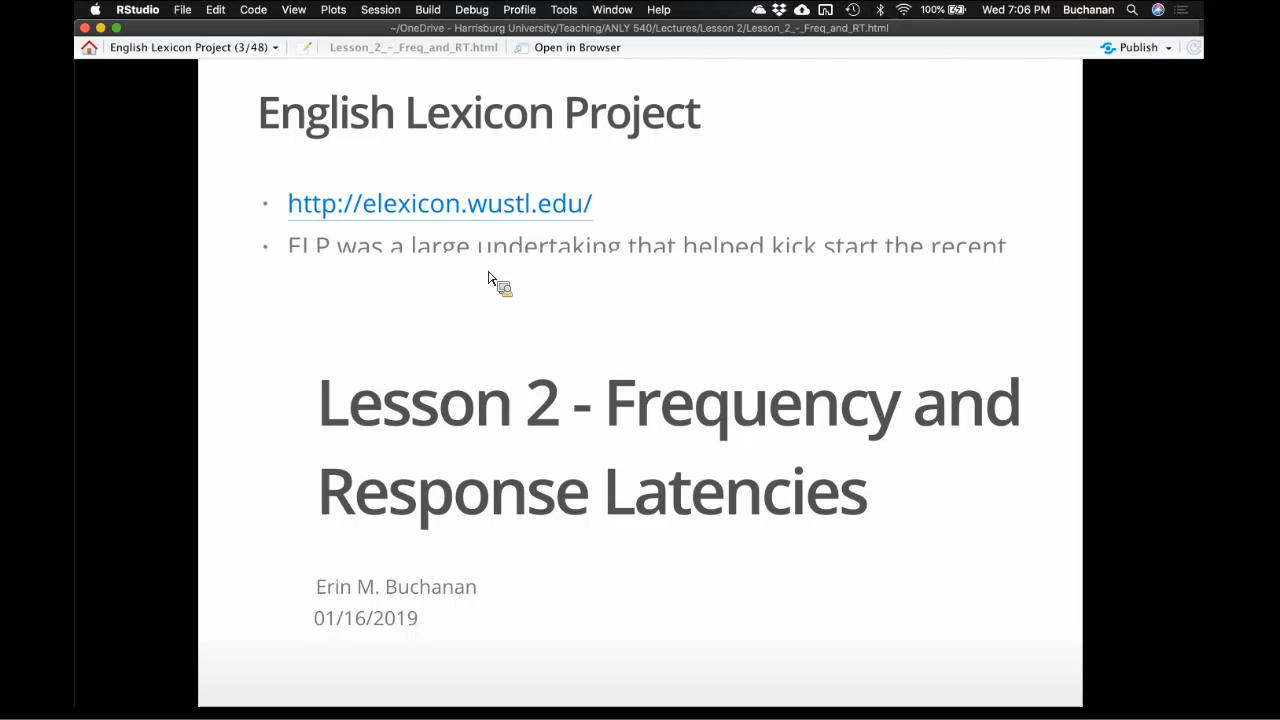 RStudio File Edit Code View Plots Session Build Debug Profile Tools Window Help 100% Wed 7:06 PM Buchanan
~/OneDrive - Harrisburg University/Teaching/ANLY 540/Lectures/Lesson 2/Lesson_2_-_Freq_and_RT.html
English Lexicon Project (3/48) Lesson_2_-_Freq_and_RT.html Open in Browser Publish
English Lexicon Project
• http://elexicon.wustl.edu/
• ELP was a large undertaking that helped kick start the recent
Lesson 2 - Frequency and
Response Latencies
Erin M. Buchanan
01/16/2019